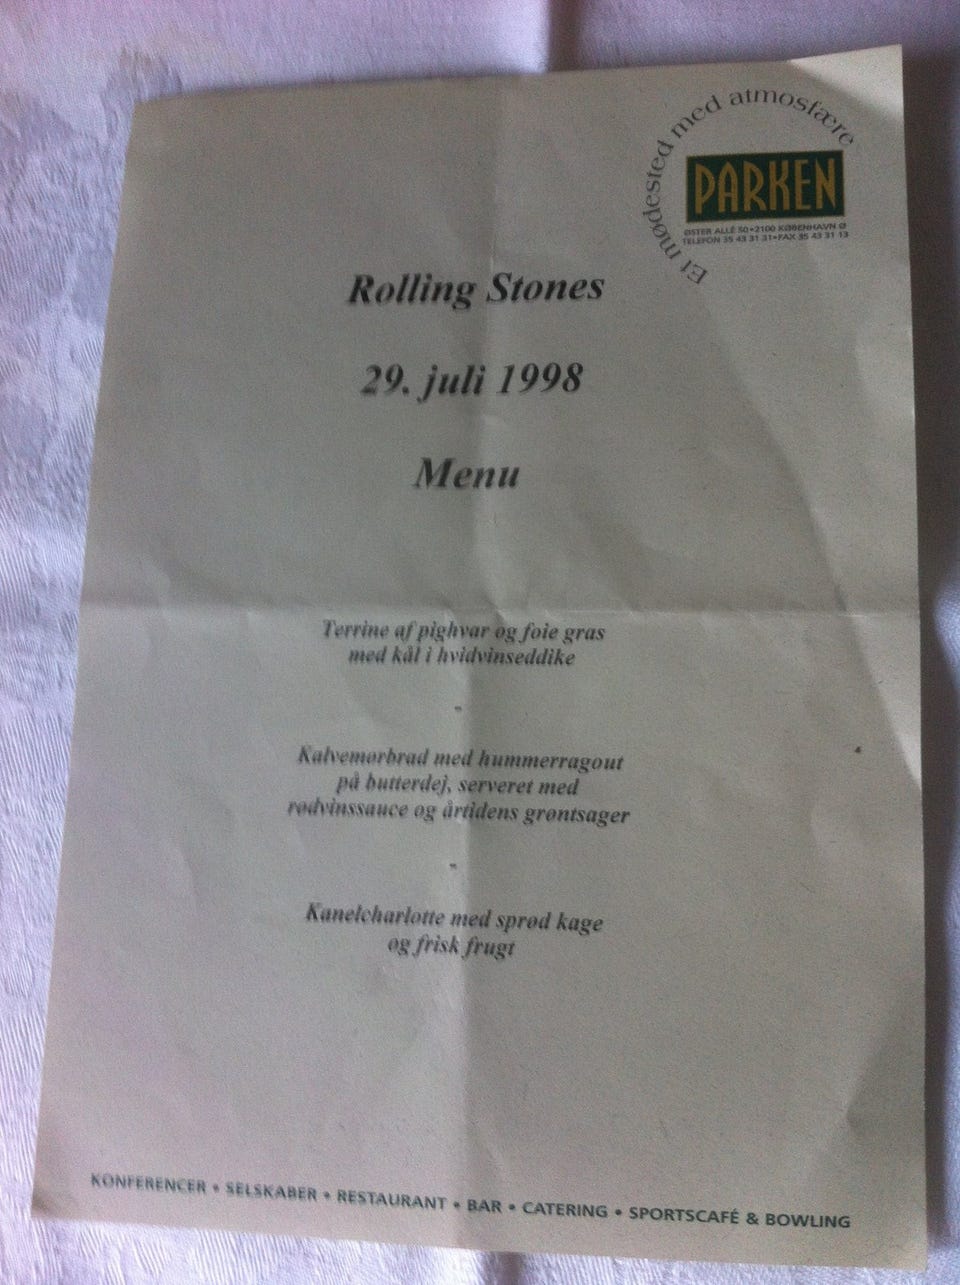 Et mødested med atmosfære
PARKEN
ØSTER ALLÉ 50•2100 KØBENHAVN Ø
TELEFON 35 43 31 31•FAX 35 43 31 13
Rolling Stones
29. juli 1998
Menu
Terrine af pighvar og foie gras
med kål i hvidvinseddike
-
Kalvemørbrad med hummerragout
på butterdej, serveret med
rødvinssauce og årtidens grøntsager
-
Kanelcharlotte med sprød kage
og frisk frugt
KONFERENCER • SELSKABER • RESTAURANT • BAR • CATERING • SPORTSCAFÉ & BOWLING